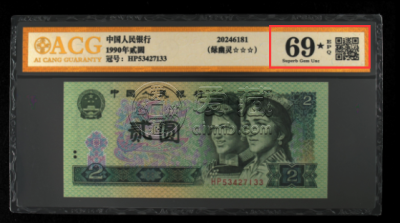 ACG
AI CANG GUARANTY
中国人民银行
1990年贰圆
冠号: HP53427133
20246181
(绿幽灵☆☆☆)
69★
EPQ
Superb Gem Unc
中国人民银行
2
贰圆
HP53427133
2